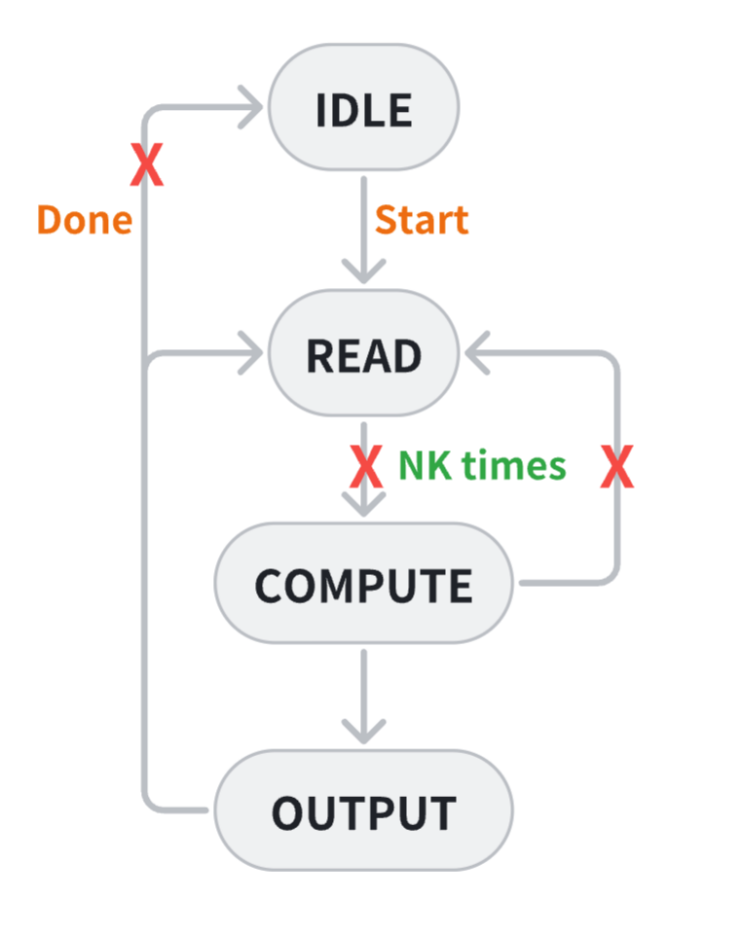 IDLE
X
Done
Start
READ
X
NK times
X
COMPUTE
OUTPUT